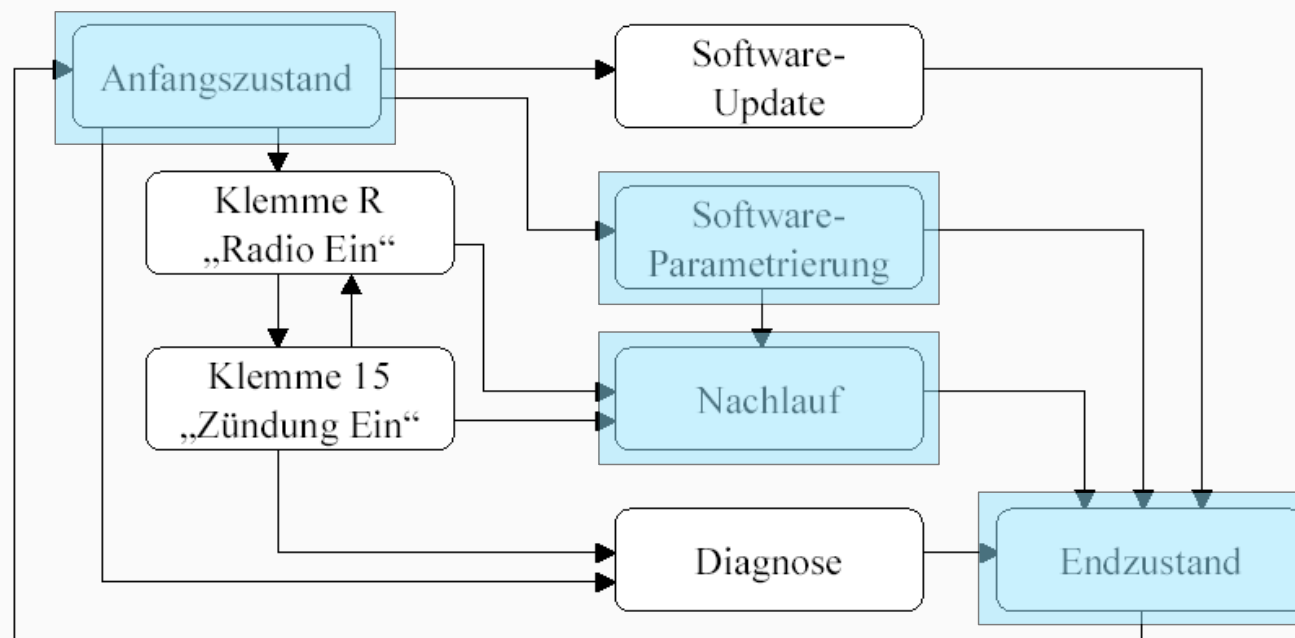 Anfangszustand
Software-
Update
Klemme R
„Radio Ein“
Software-
Parametrierung
Klemme 15
„Zündung Ein“
Nachlauf
Diagnose
Endzustand